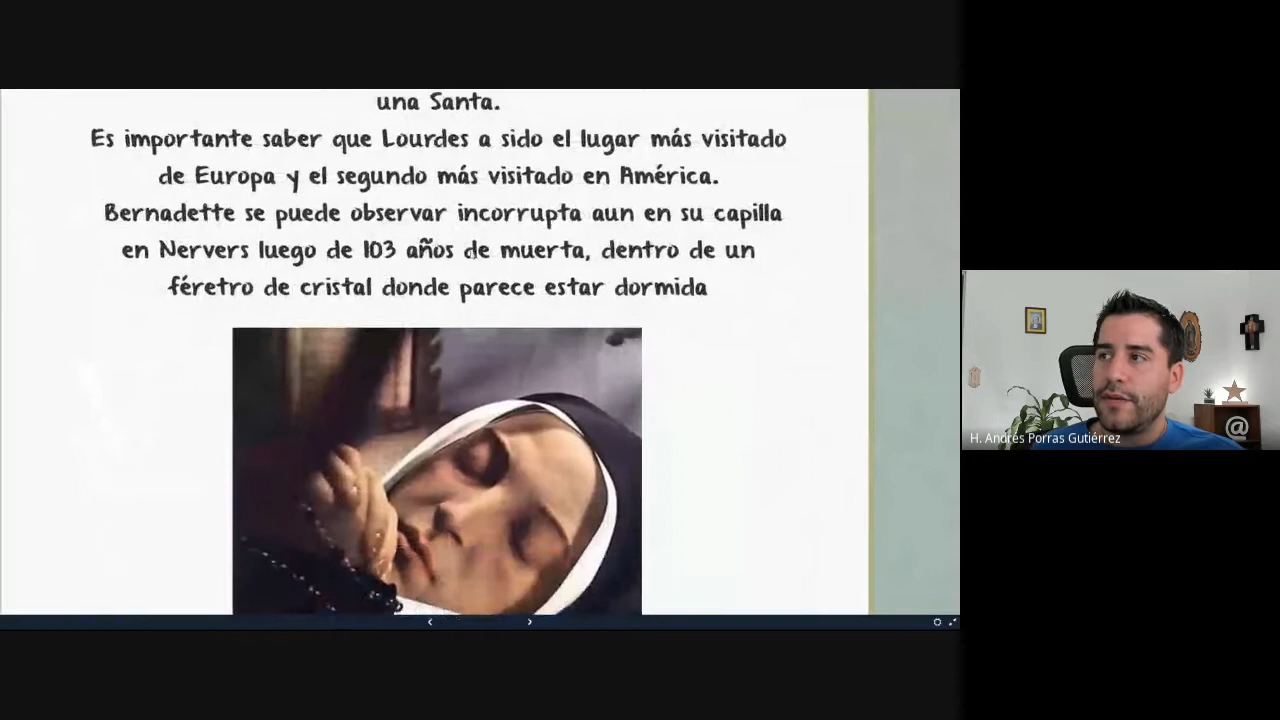 una Santa.
Es importante saber que Lourdes a sido el lugar más visitado
de Europa y el segundo más visitado en América.
Bernadette se puede observar incorrupta aun en su capilla
en Nervers luego de 103 años de muerta, dentro de un
féretro de cristal donde parece estar dormida
H. Andrés Porras Gutiérrez
@